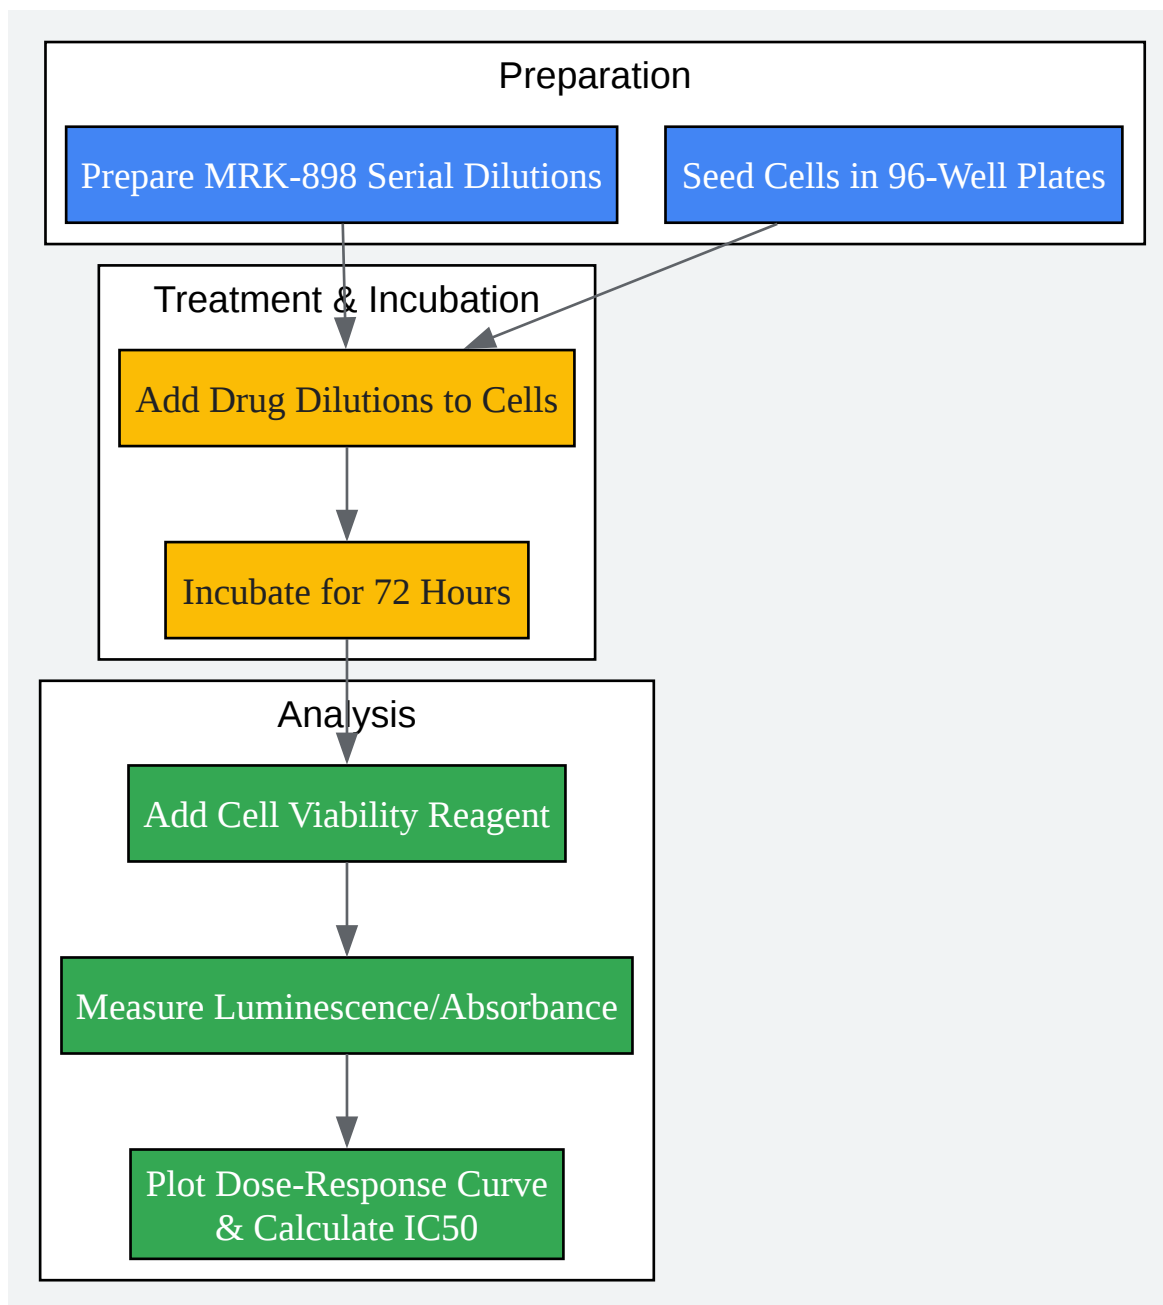 Preparation
Prepare MRK-898 Serial Dilutions
Seed Cells in 96-Well Plates
Treatment & Incubation
Add Drug Dilutions to Cells
Incubate for 72 Hours
Analysis
Add Cell Viability Reagent
Measure Luminescence/Absorbance
Plot Dose-Response Curve
& Calculate IC50